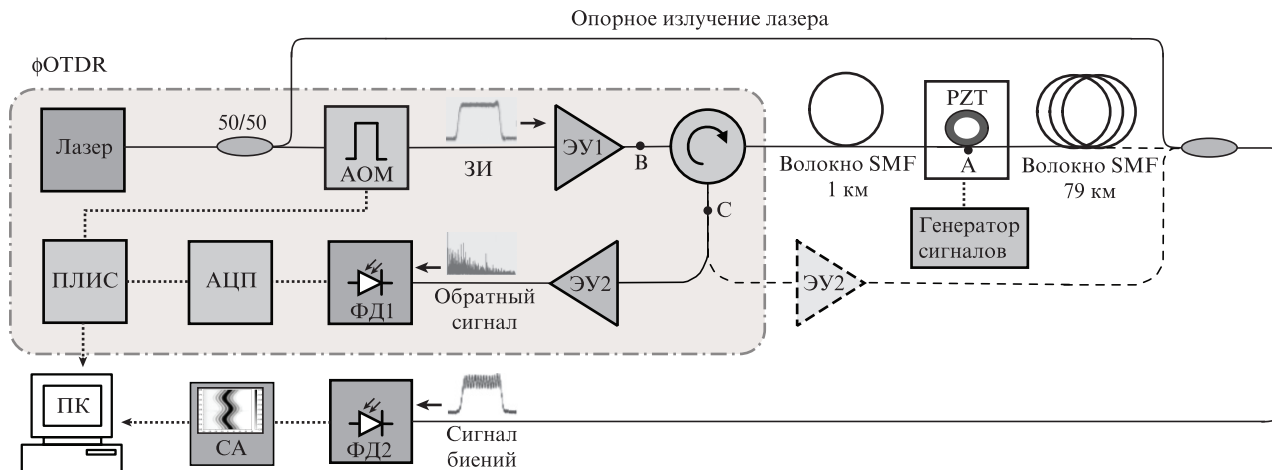 Опорное излучение лазера
φOTDR
50/50
Лазер
АОМ
ЗИ
ЭУ1
B
C
Волокно SMF
1 км
PZT
A
Волокно SMF
79 км
Генератор
сигналов
ПЛИС
АЦП
ФД1
Обратный
сигнал
ЭУ2
ЭУ2
ПК
СА
ФД2
Сигнал
биений